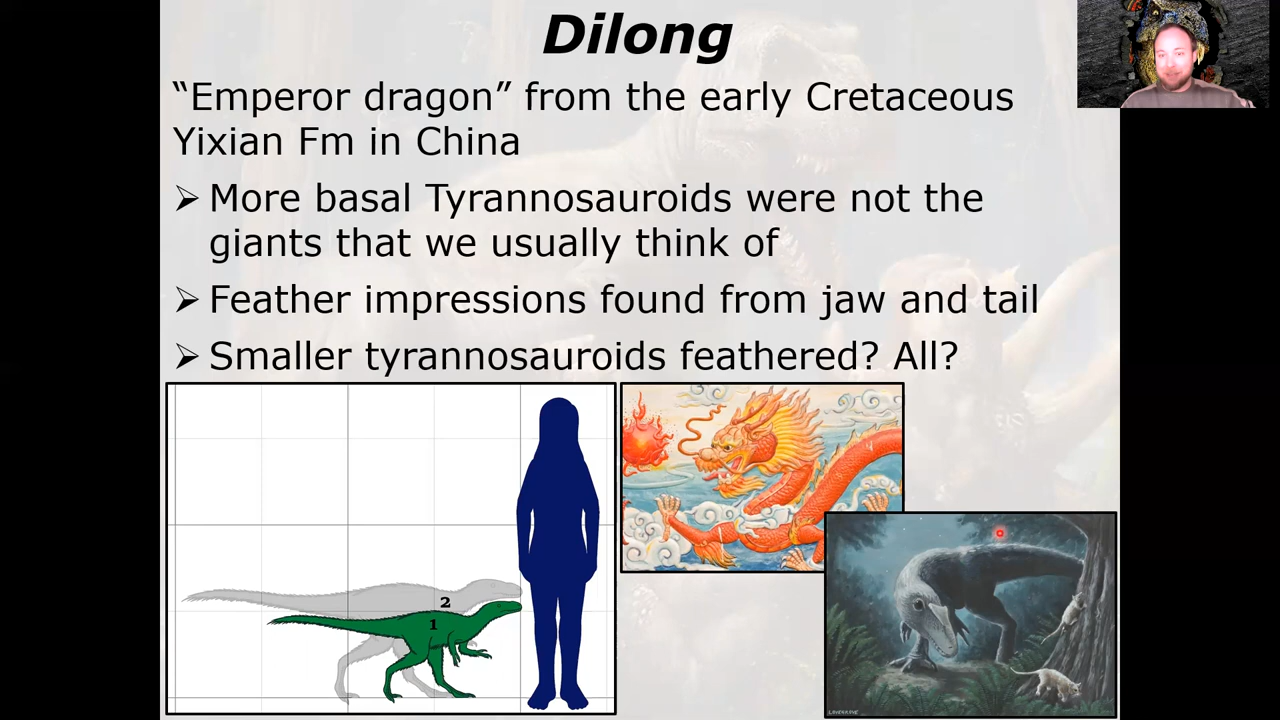 Dilong
“Emperor dragon” from the early Cretaceous
Yixian Fm in China
➢ More basal Tyrannosauroids were not the
giants that we usually think of
➢ Feather impressions found from jaw and tail
➢ Smaller tyrannosauroids feathered? All?
2
1